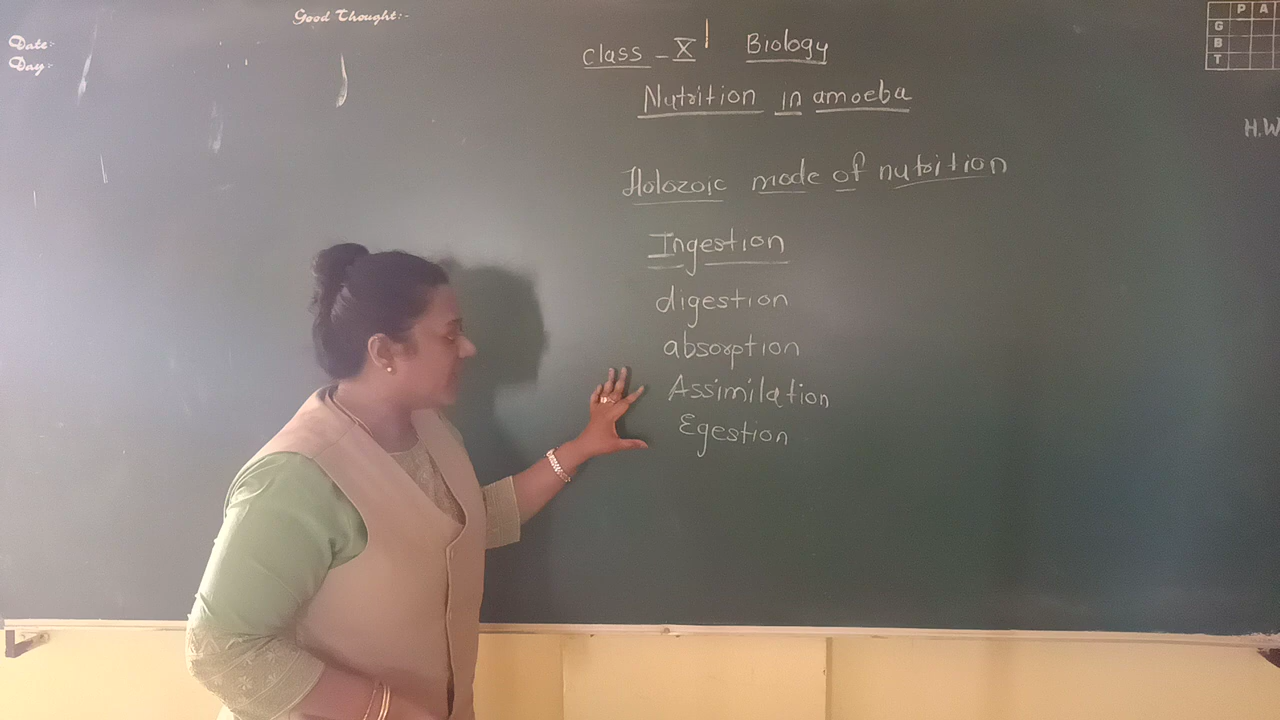 Good Thought:-
Date:-
Day:-
P A
G
B
T
H.W
Class - X Biology
Nutrition in amoeba
Holozoic mode of nutrition
Ingestion
digestion
absorption
Assimilation
Egestion